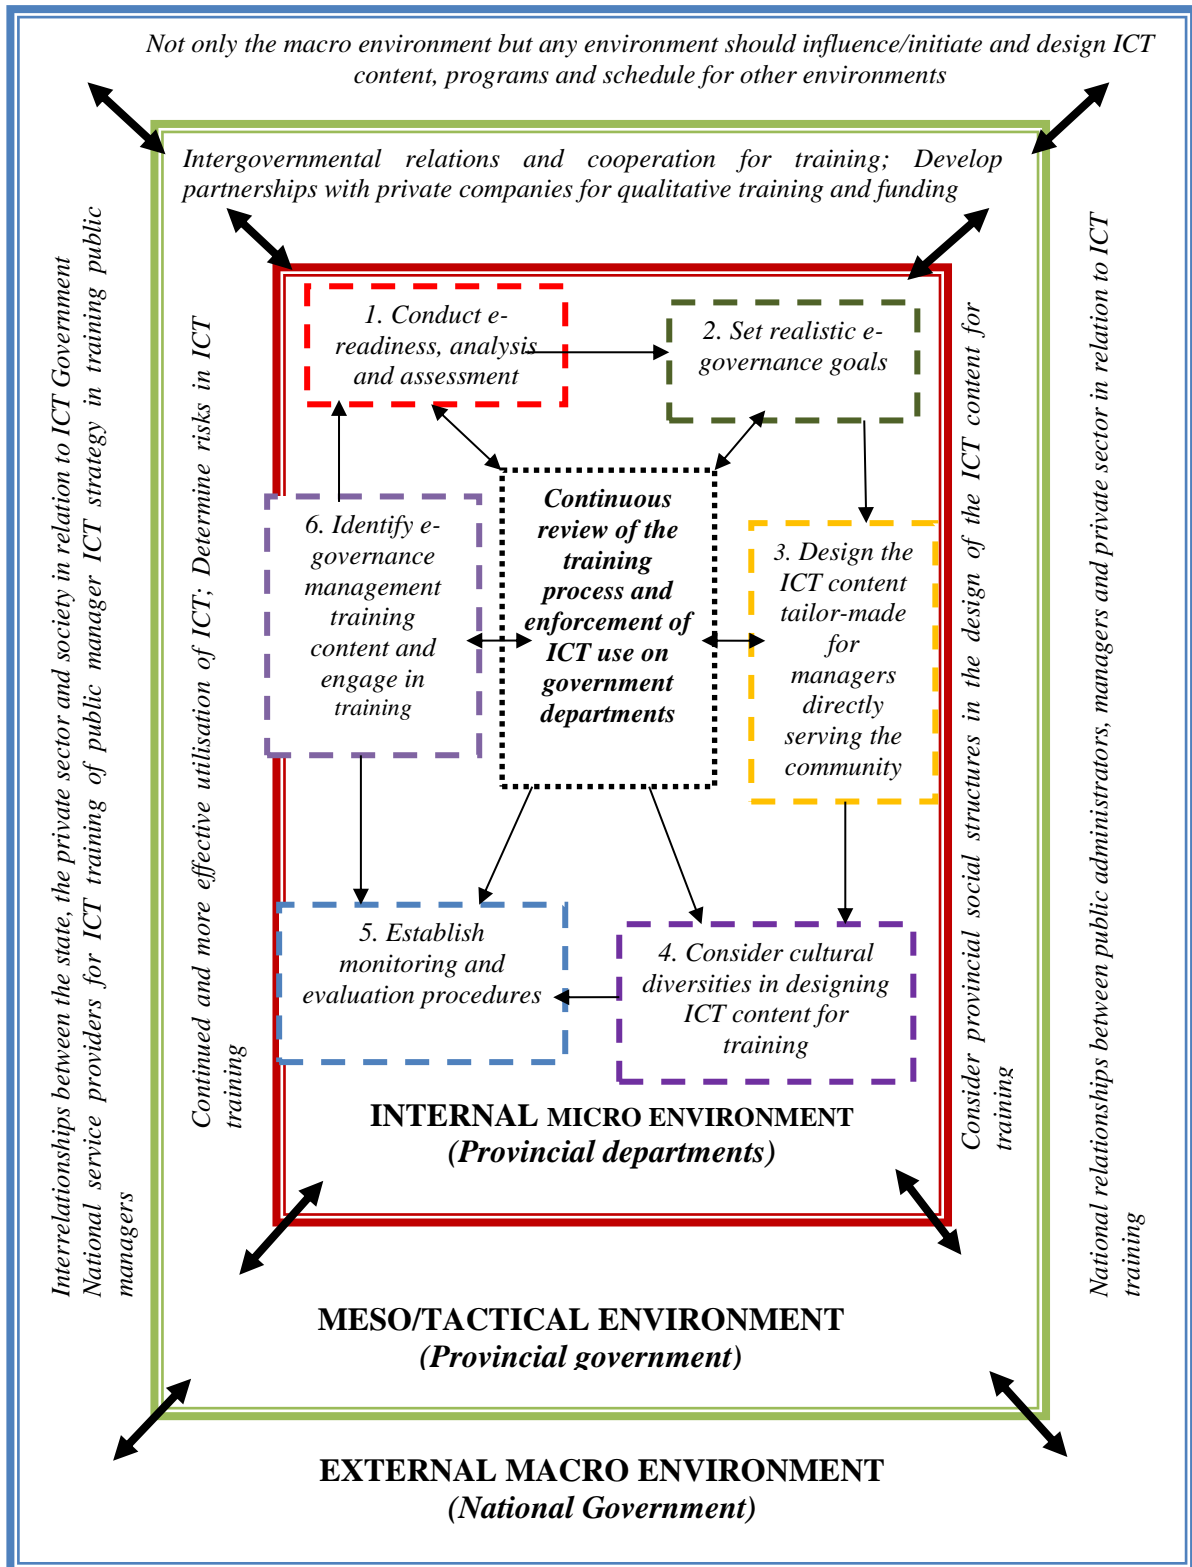 Not only the macro environment but any environment should influence/initiate and design ICT
content, programs and schedule for other environments
Intergovernmental relations and cooperation for training; Develop
partnerships with private companies for qualitative training and funding
Interrelationships between the state, the private sector and society in relation to ICT Government
National service providers for ICT training of public manager ICT strategy in training public
managers
Continued and more effective utilisation of ICT; Determine risks in ICT
training
1. Conduct e-
readiness, analysis
and assessment
2. Set realistic e-
governance goals
6. Identify e-
governance
management
training
content and
engage in
training
Continuous
review of the
training
process and
enforcement of
ICT use on
government
departments
3. Design the
ICT content
tailor-made
for
managers
directly
serving the
community
5. Establish
monitoring and
evaluation procedures
4. Consider cultural
diversities in designing
ICT content for
training
Consider provincial social structures in the design of the ICT content for
training
National relationships between public administrators, managers and private sector in relation to ICT
training
INTERNAL MICRO ENVIRONMENT
(Provincial departments)
MESO/TACTICAL ENVIRONMENT
(Provincial government)
EXTERNAL MACRO ENVIRONMENT
(National Government)